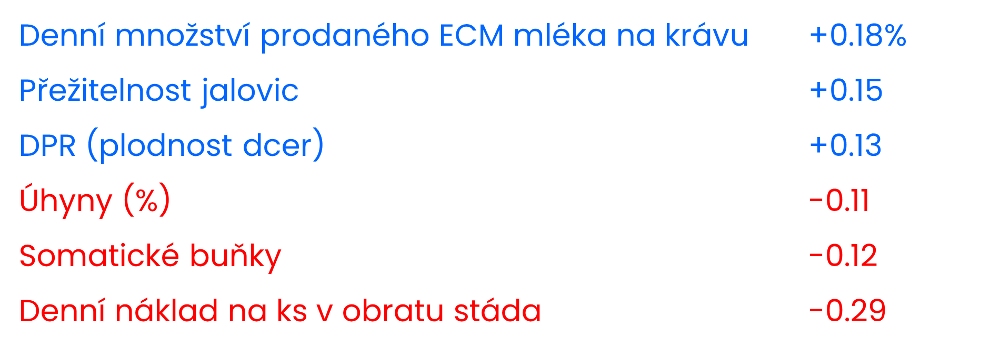 Denní množství prodaného ECM mléka na krávu +0.18%
Přežitelnost jalovic +0.15
DPR (plodnost dcer) +0.13
Úhyny (%) -0.11
Somatické buňky -0.12
Denní náklad na ks v obratu stáda -0.29